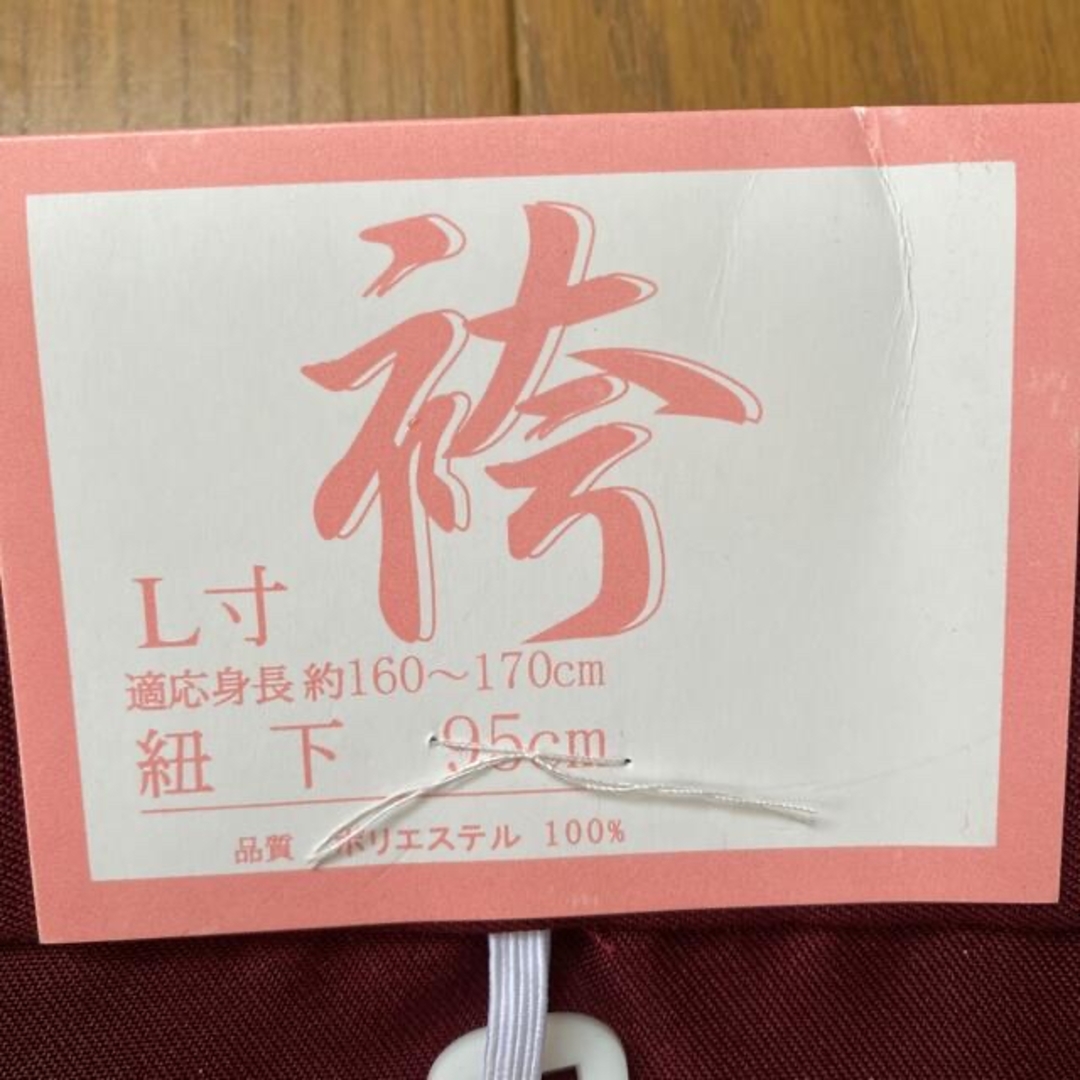 袴
L寸
適応身長 約160～170cm
紐 下 95cm
品質 ポリエステル 100%